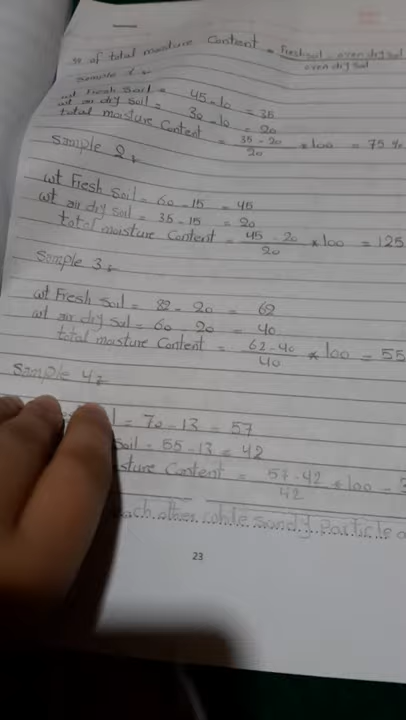 % of total moisture Content = Fresh soil - oven dry soil
oven dry soil
Sample 1:
wt Fresh Soil = 45 - 10 = 35
wt air dry soil = 30 - 10 = 20
total moisture Content = 35 - 20 / 20 * 100 = 75 %
Sample 2:
wt Fresh Soil = 60 - 15 = 45
wt air dry soil = 35 - 15 = 20
total moisture Content = 45 - 20 / 20 * 100 = 125
Sample 3:
wt Fresh Soil = 82 - 20 = 62
wt air dry Soil = 60 - 20 = 40
total moisture Content = 62 - 40 / 40 * 100 = 55
Sample 4:
= 70 - 13 = 57
soil = 55 - 13 = 42
Content = 57 - 42 / 42 * 100 =
each other while sandy particle
23